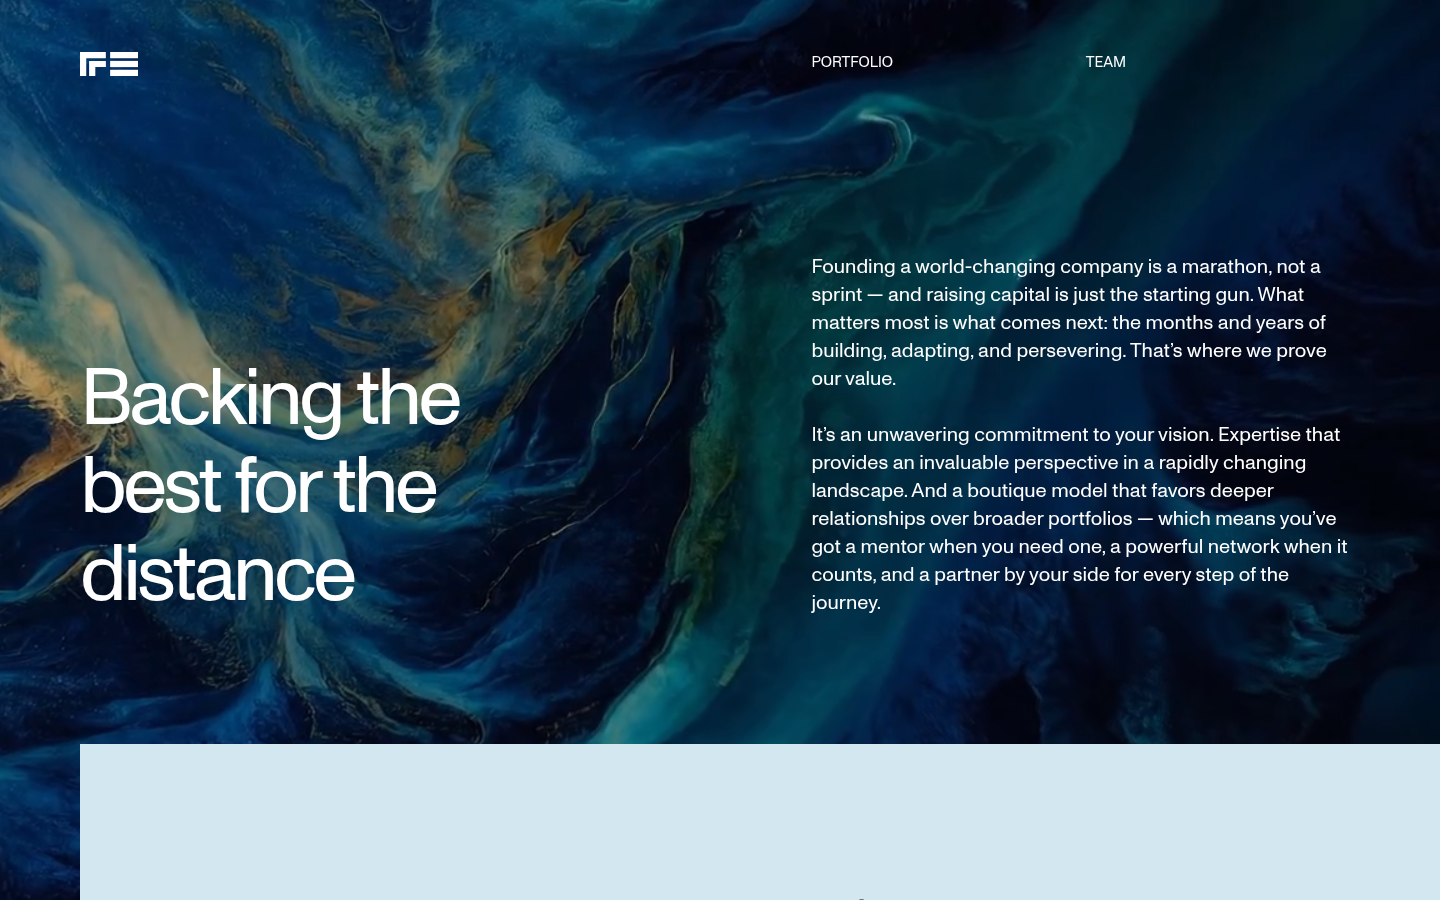 PORTFOLIO
TEAM
Backing the
best for the
distance
Founding a world-changing company is a marathon, not a
sprint — and raising capital is just the starting gun. What
matters most is what comes next: the months and years of
building, adapting, and persevering. That’s where we prove
our value.
It’s an unwavering commitment to your vision. Expertise that
provides an invaluable perspective in a rapidly changing
landscape. And a boutique model that favors deeper
relationships over broader portfolios — which means you’ve
got a mentor when you need one, a powerful network when it
counts, and a partner by your side for every step of the
journey.